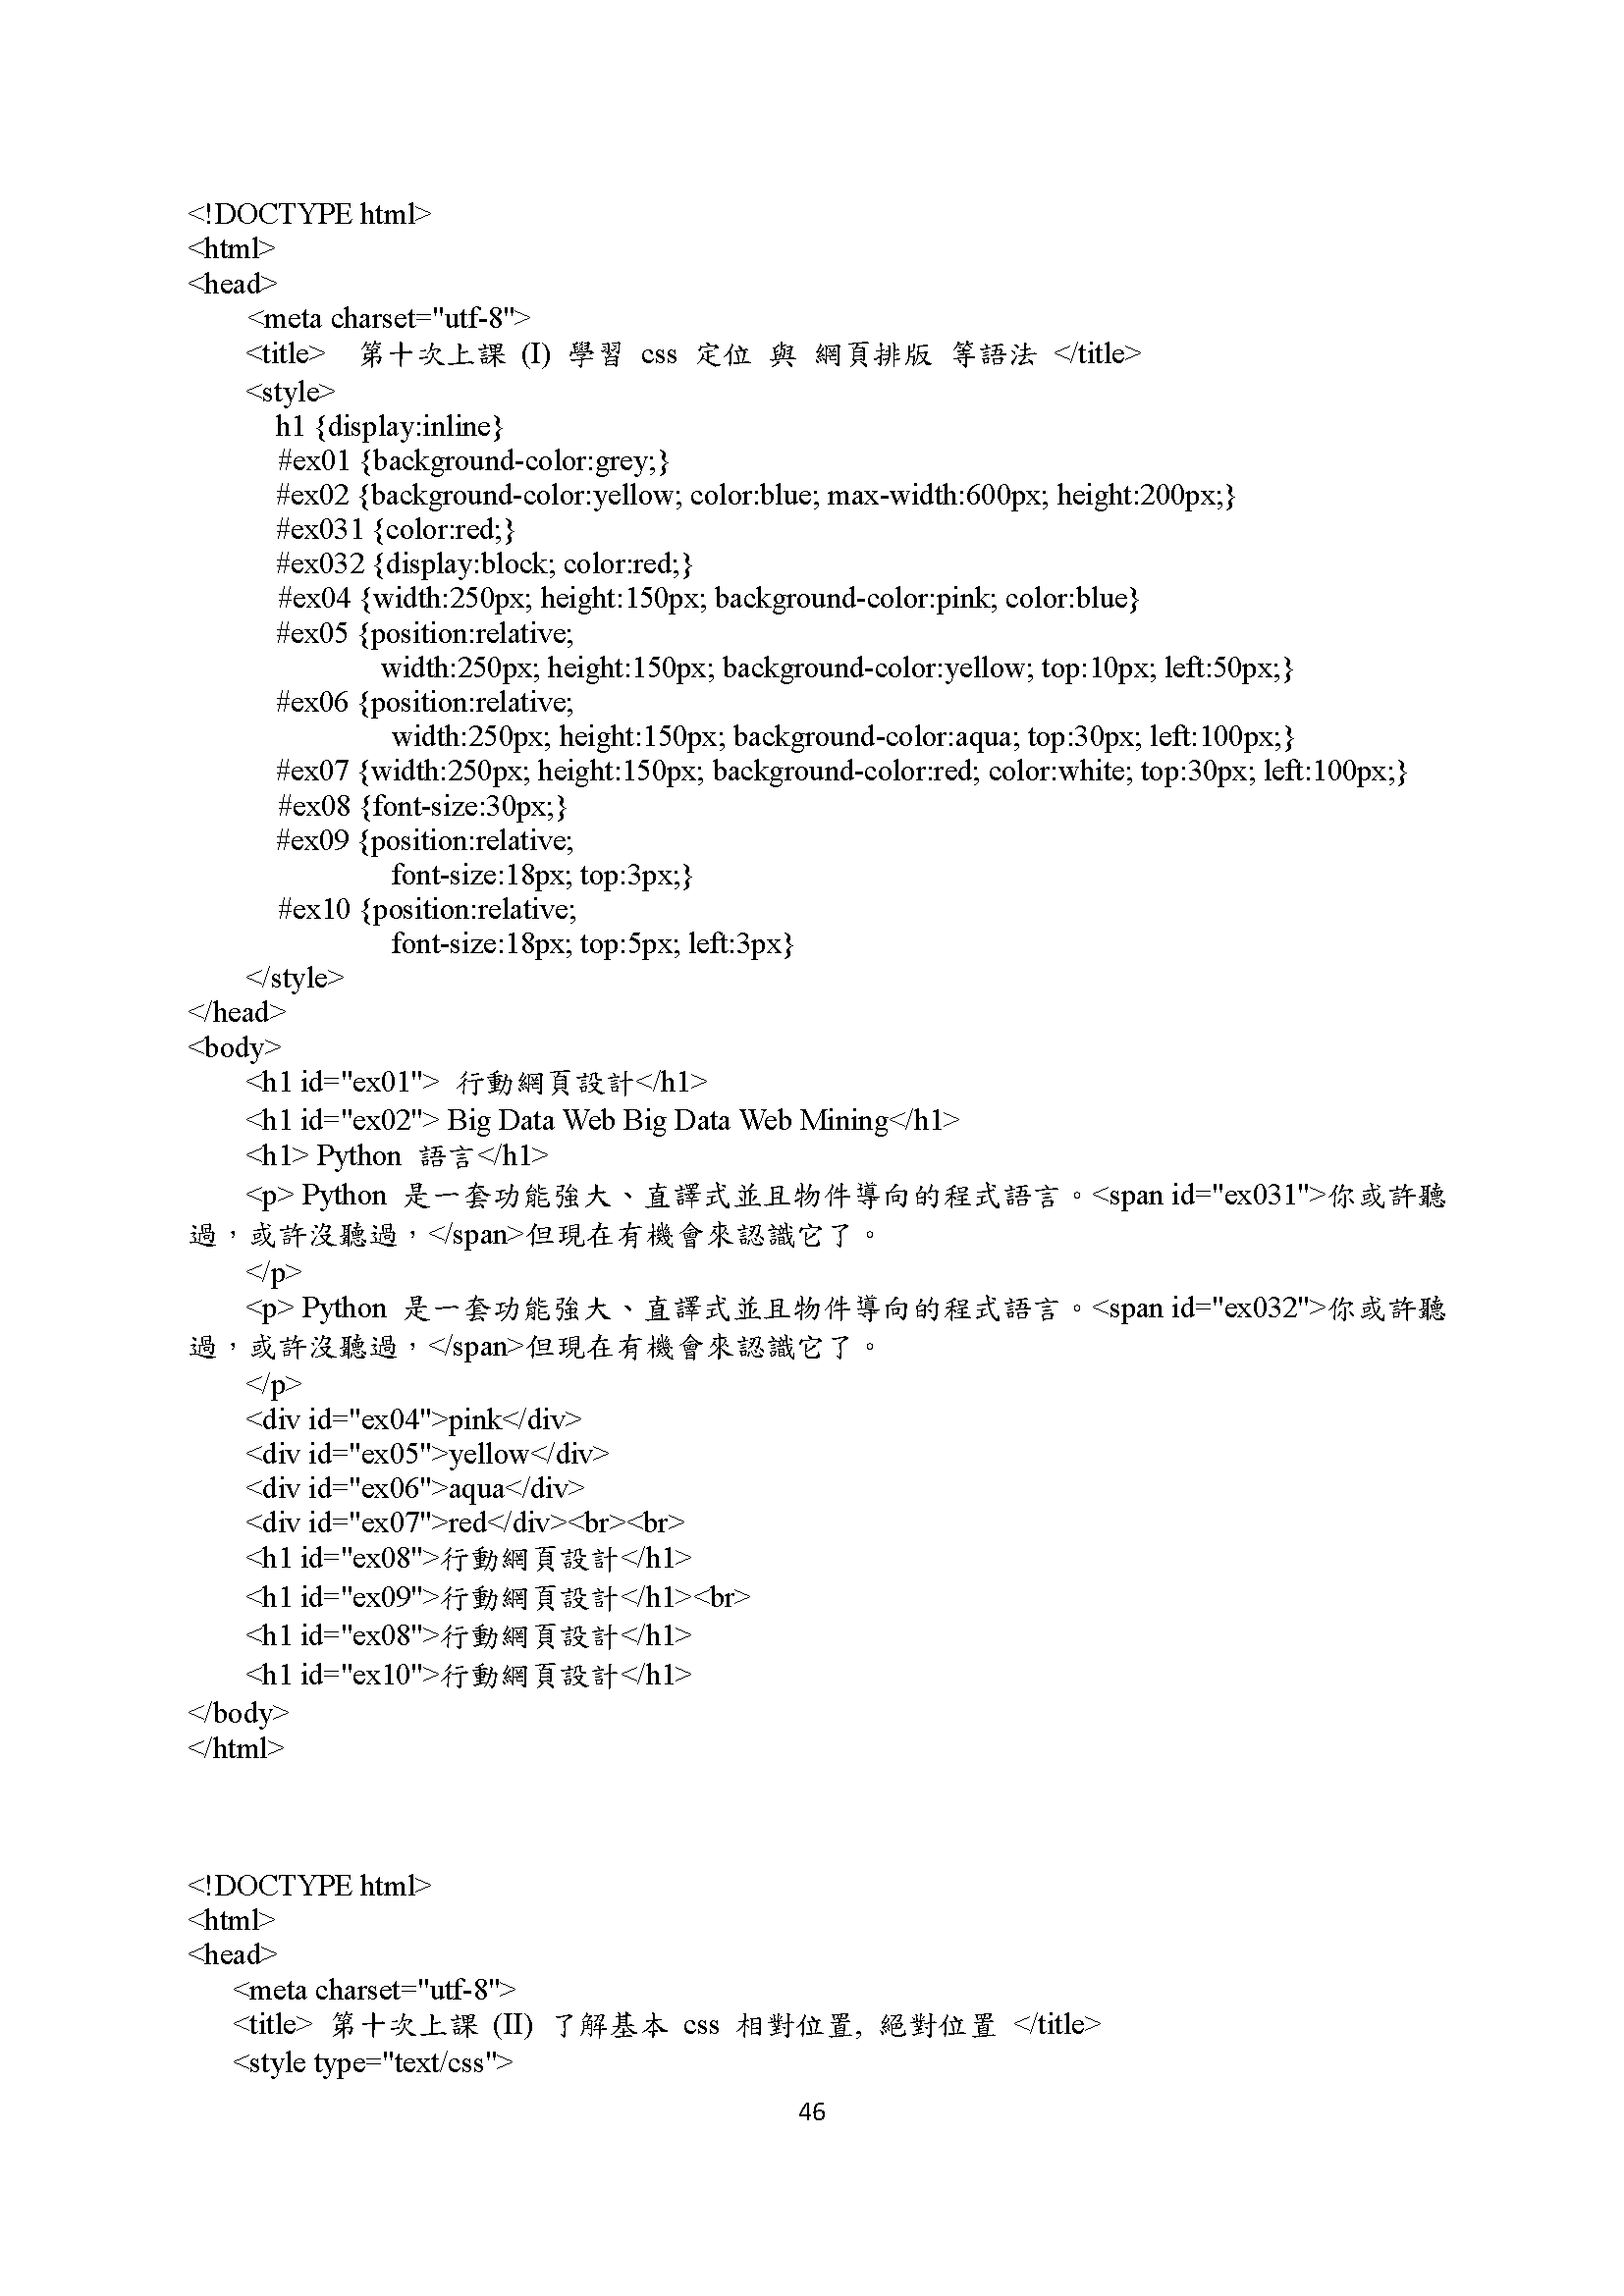 <!DOCTYPE html>
<html>
<head>
<meta charset="utf-8">
<title>  第十次上課 (I) 學習 css 定位 與 網頁排版 等語法 </title>
<style>
h1 {display:inline}
#ex01 {background-color:grey;}
#ex02 {background-color:yellow; color:blue; max-width:600px; height:200px;}
#ex031 {color:red;}
#ex032 {display:block; color:red;}
#ex04 {width:250px; height:150px; background-color:pink; color:blue}
#ex05 {position:relative;
width:250px; height:150px; background-color:yellow; top:10px; left:50px;}
#ex06 {position:relative;
width:250px; height:150px; background-color:aqua; top:30px; left:100px;}
#ex07 {width:250px; height:150px; background-color:red; color:white; top:30px; left:100px;}
#ex08 {font-size:30px;}
#ex09 {position:relative;
font-size:18px; top:3px;}
#ex10 {position:relative;
font-size:18px; top:5px; left:3px}
</style>
</head>
<body>
<h1 id="ex01"> 行動網頁設計</h1>
<h1 id="ex02"> Big Data Web Big Data Web Mining</h1>
<h1> Python 語言</h1>
<p> Python 是一套功能強大、直譯式並且物件導向的程式語言。<span id="ex031">你或許聽
過，或許沒聽過，</span>但現在有機會來認識它了。
</p>
<p> Python 是一套功能強大、直譯式並且物件導向的程式語言。<span id="ex032">你或許聽
過，或許沒聽過，</span>但現在有機會來認識它了。
</p>
<div id="ex04">pink</div>
<div id="ex05">yellow</div>
<div id="ex06">aqua</div>
<div id="ex07">red</div><br><br>
<h1 id="ex08">行動網頁設計</h1>
<h1 id="ex09">行動網頁設計</h1><br>
<h1 id="ex08">行動網頁設計</h1>
<h1 id="ex10">行動網頁設計</h1>
</body>
</html>
<!DOCTYPE html>
<html>
<head>
<meta charset="utf-8">
<title> 第十次上課 (II) 了解基本 css 相對位置, 絕對位置 </title>
<style type="text/css">
46